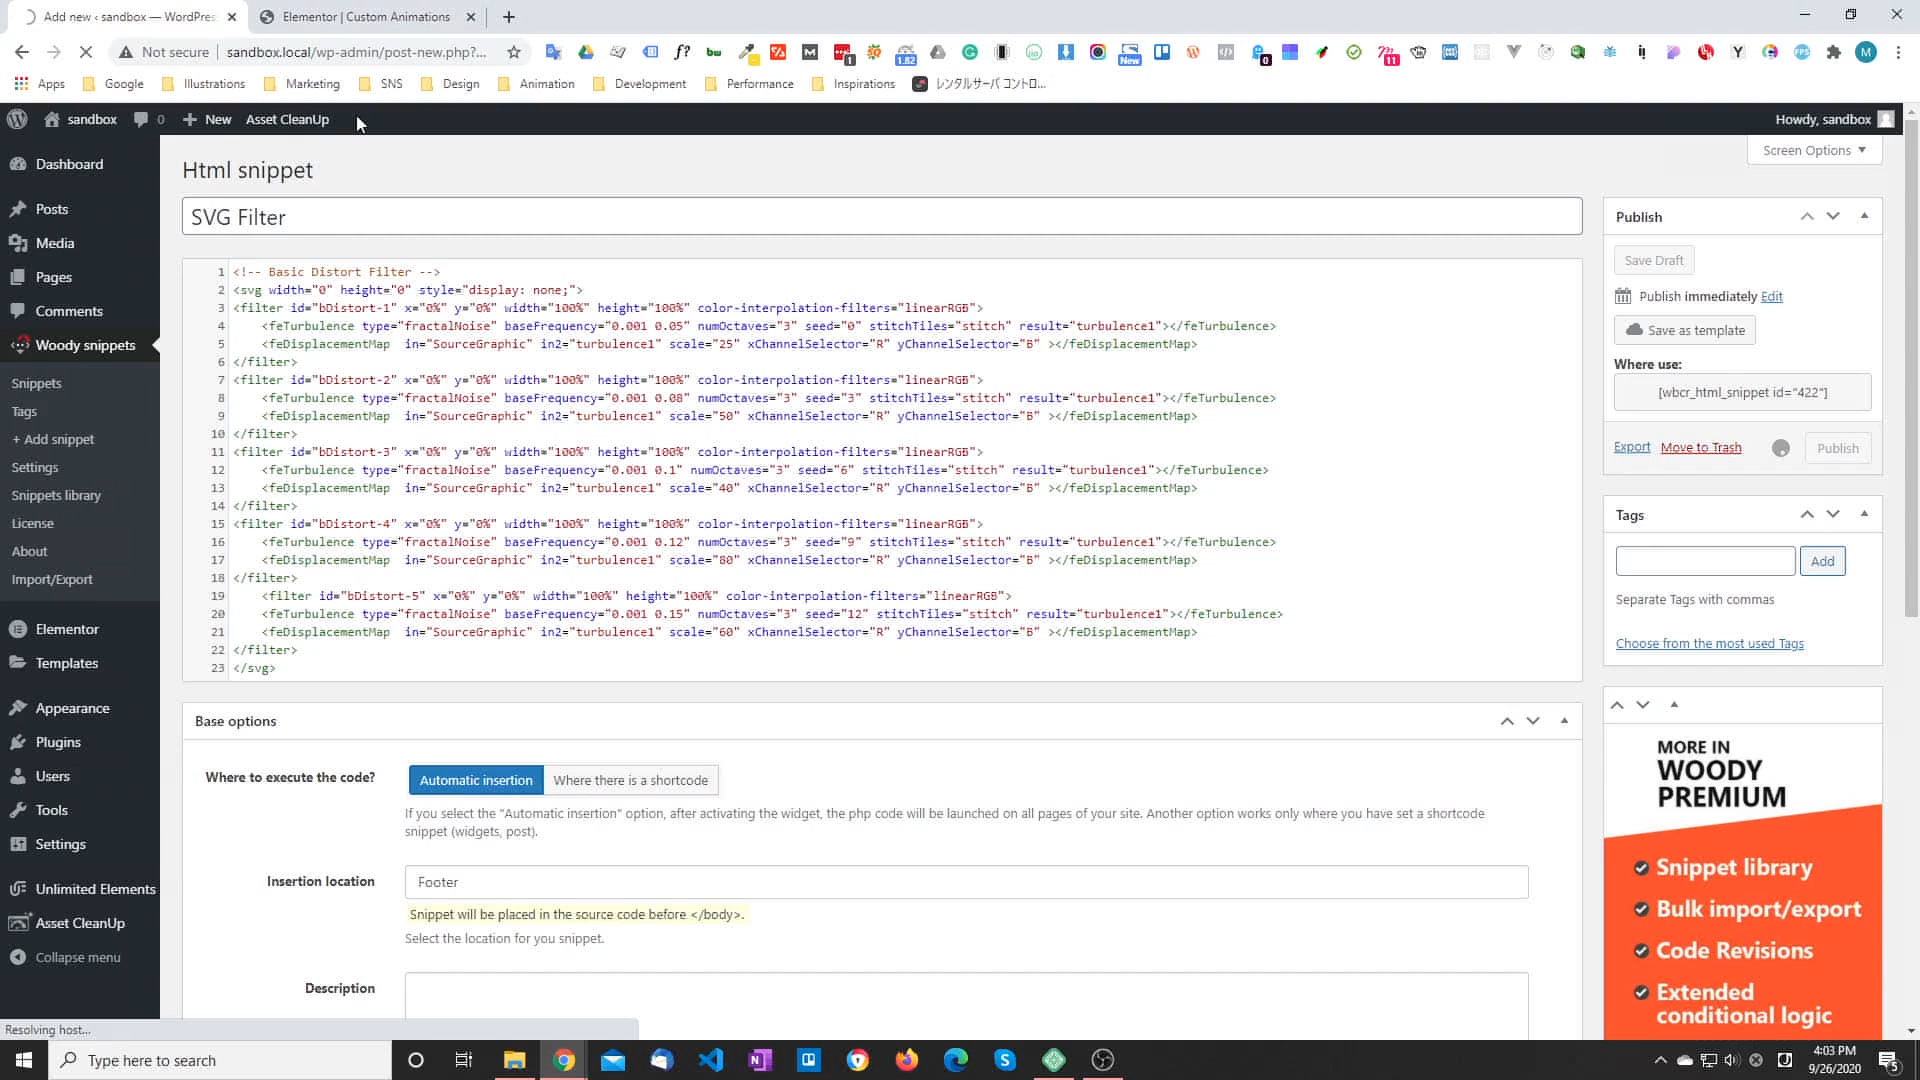 Add new ‹ sandbox — WordPres
Elementor | Custom Animations
Not secure
sandbox.local/wp-admin/post-new.php?...
Apps
Google
Illustrations
Marketing
SNS
Design
Animation
Development
Performance
Inspirations
レンタルサーバ コントロ...
sandbox
0
New
Asset CleanUp
Howdy, sandbox
Screen Options
Dashboard
Posts
Media
Pages
Comments
Woody snippets
Snippets
Tags
+ Add snippet
Settings
Snippets library
License
About
Import/Export
Elementor
Templates
Appearance
Plugins
Users
Tools
Settings
Unlimited Elements
Asset CleanUp
Collapse menu
Html snippet
SVG Filter
1 <!-- Basic Distort Filter -->
2 <svg width="0" height="0" style="display: none;">
3 <filter id="bDistort-1" x="0%" y="0%" width="100%" height="100%" color-interpolation-filters="linearRGB">
4 <feTurbulence type="fractalNoise" baseFrequency="0.001 0.05" numOctaves="3" seed="0" stitchTiles="stitch" result="turbulence1"></feTurbulence>
5 <feDisplacementMap in="SourceGraphic" in2="turbulence1" scale="25" xChannelSelector="R" yChannelSelector="B" ></feDisplacementMap>
6 </filter>
7 <filter id="bDistort-2" x="0%" y="0%" width="100%" height="100%" color-interpolation-filters="linearRGB">
8 <feTurbulence type="fractalNoise" baseFrequency="0.001 0.08" numOctaves="3" seed="3" stitchTiles="stitch" result="turbulence1"></feTurbulence>
9 <feDisplacementMap in="SourceGraphic" in2="turbulence1" scale="50" xChannelSelector="R" yChannelSelector="B" ></feDisplacementMap>
10 </filter>
11 <filter id="bDistort-3" x="0%" y="0%" width="100%" height="100%" color-interpolation-filters="linearRGB">
12 <feTurbulence type="fractalNoise" baseFrequency="0.001 0.1" numOctaves="3" seed="6" stitchTiles="stitch" result="turbulence1"></feTurbulence>
13 <feDisplacementMap in="SourceGraphic" in2="turbulence1" scale="40" xChannelSelector="R" yChannelSelector="B" ></feDisplacementMap>
14 </filter>
15 <filter id="bDistort-4" x="0%" y="0%" width="100%" height="100%" color-interpolation-filters="linearRGB">
16 <feTurbulence type="fractalNoise" baseFrequency="0.001 0.12" numOctaves="3" seed="9" stitchTiles="stitch" result="turbulence1"></feTurbulence>
17 <feDisplacementMap in="SourceGraphic" in2="turbulence1" scale="80" xChannelSelector="R" yChannelSelector="B" ></feDisplacementMap>
18 </filter>
19 <filter id="bDistort-5" x="0%" y="0%" width="100%" height="100%" color-interpolation-filters="linearRGB">
20 <feTurbulence type="fractalNoise" baseFrequency="0.001 0.15" numOctaves="3" seed="12" stitchTiles="stitch" result="turbulence1"></feTurbulence>
21 <feDisplacementMap in="SourceGraphic" in2="turbulence1" scale="60" xChannelSelector="R" yChannelSelector="B" ></feDisplacementMap>
22 </filter>
23 </svg>
Base options
Where to execute the code?
Automatic insertion
Where there is a shortcode
If you select the "Automatic insertion" option, after activating the widget, the php code will be launched on all pages of your site. Another option works only where you have set a shortcode
snippet (widgets, post).
Insertion location
Footer
Snippet will be placed in the source code before </body>.
Select the location for you snippet.
Description
Publish
Save Draft
Publish immediately Edit
Save as template
Where use:
[wbcr_html_snippet id="422"]
Export
Move to Trash
Publish
Tags
Add
Separate Tags with commas
Choose from the most used Tags
MORE IN
WOODY
PREMIUM
Snippet library
Bulk import/export
Code Revisions
Extended
conditional logic
Resolving host...
Type here to search
4:03 PM
9/26/2020
5